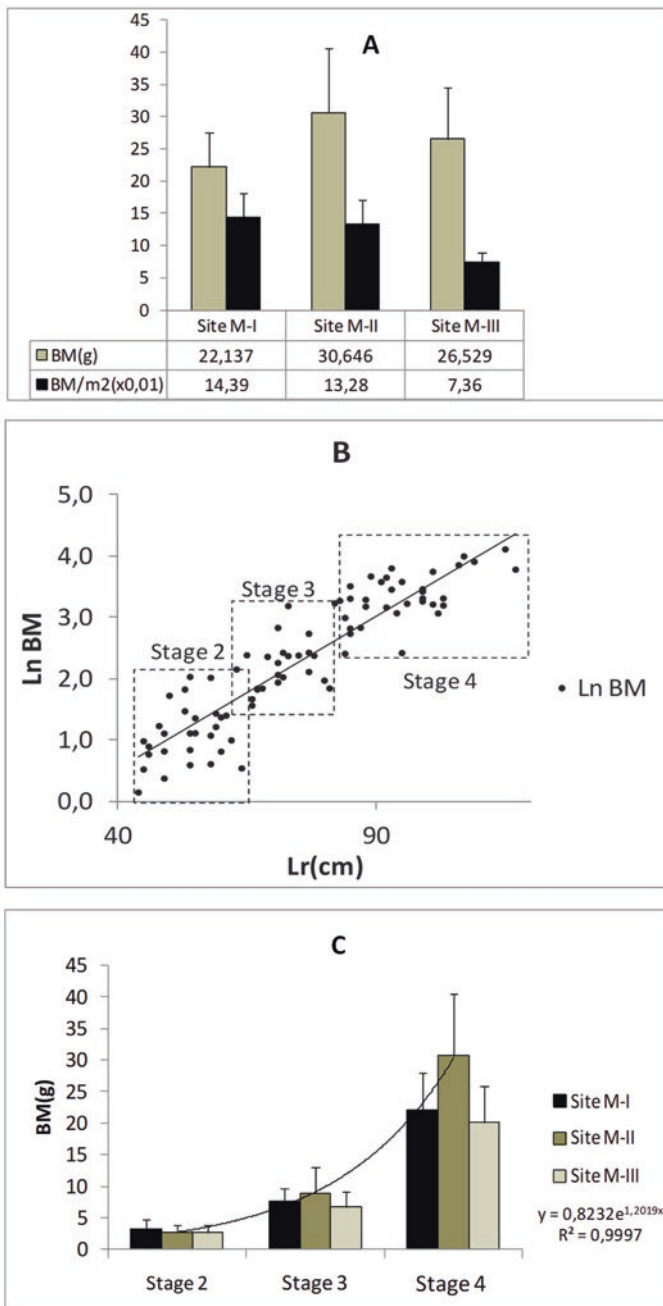 A
45
40
35
30
25
20
15
10
5
0
Site M-I Site M-II Site M-III
BM(g) 22,137 30,646 26,529
BM/m2(x0,01) 14,39 13,28 7,36
B
5,0
4,0
3,0
2,0
1,0
0,0
Ln BM
Stage 2
Stage 3
Stage 4
Ln BM
40 90
Lr(cm)
C
45
40
35
30
25
20
15
10
5
0
BM(g)
Stage 2 Stage 3 Stage 4
Site M-I
Site M-II
Site M-III
y = 0,8232e^1,2019x
R² = 0,9997